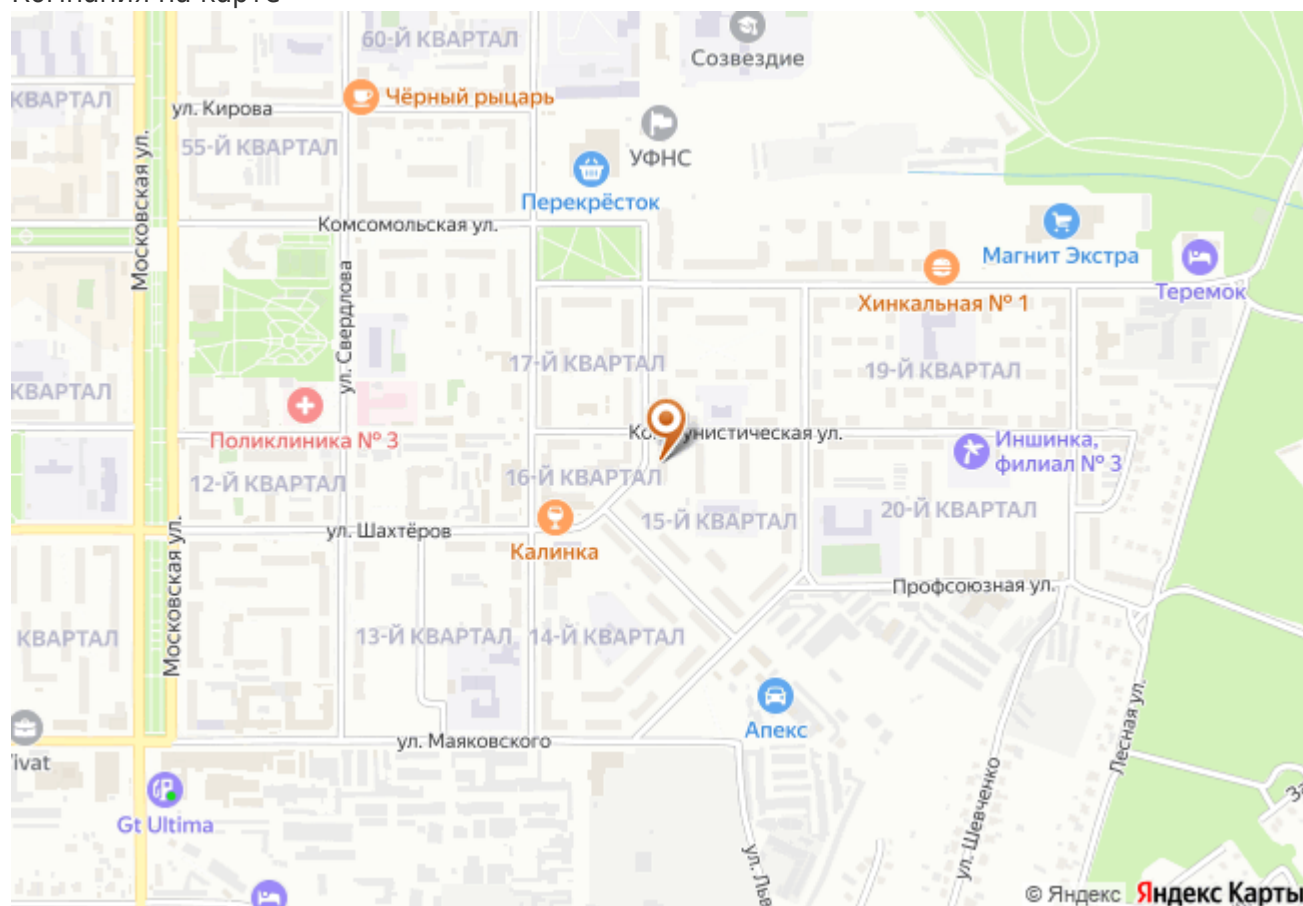 60-Й КВАРТАЛ
Созвездие
КВАРТАЛ
ул. Кирова
Чёрный рыцарь
55-Й КВАРТАЛ
УФНС
Перекрёсток
Московская ул.
Комсомольская ул.
Магнит Экстра
Теремок
Хинкальная № 1
ул. Свердлова
17-Й КВАРТАЛ
19-Й КВАРТАЛ
КВАРТАЛ
Поликлиника № 3
Иншинка,
филиал № 3
12-Й КВАРТАЛ
16-Й КВАРТАЛ
15-Й КВАРТАЛ
20-Й КВАРТАЛ
ул. Шахтёров
Калинка
Московская ул.
Профсоюзная ул.
КВАРТАЛ
13-Й КВАРТАЛ
14-Й КВАРТАЛ
Апекс
Лесная ул.
ул. Маяковского
Gt Ultima
ул. Шевченко
© Яндекс Яндекс Карты